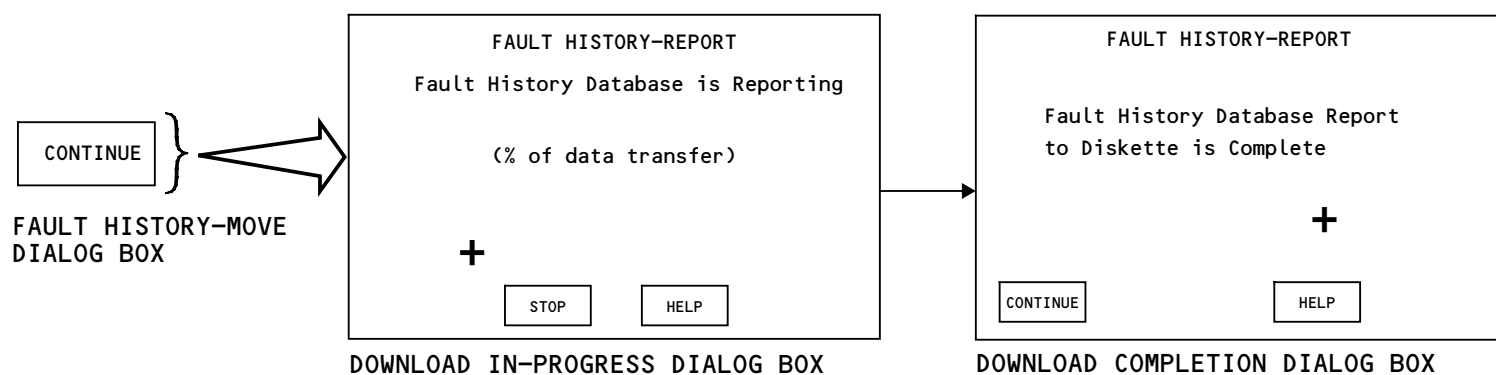 CONTINUE
FAULT HISTORY-MOVE
DIALOG BOX
FAULT HISTORY-REPORT
Fault History Database is Reporting
(% of data transfer)
STOP
HELP
DOWNLOAD IN-PROGRESS DIALOG BOX
FAULT HISTORY-REPORT
Fault History Database Report
to Diskette is Complete
CONTINUE
HELP
DOWNLOAD COMPLETION DIALOG BOX